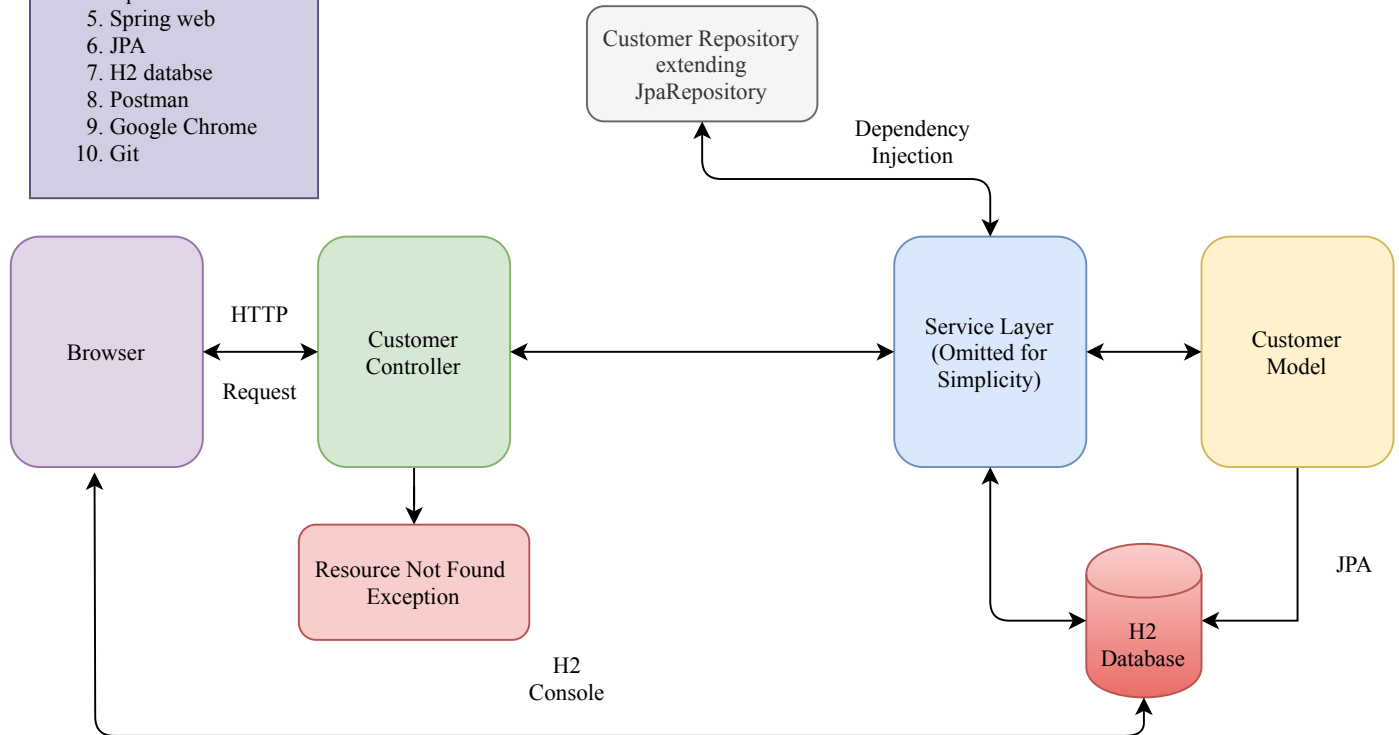 5. Spring web
6. JPA
7. H2 databse
8. Postman
9. Google Chrome
10. Git
Customer Repository
extending
JpaRepository
Dependency
Injection
Browser
HTTP
Request
Customer
Controller
Service Layer
(Omitted for
Simplicity)
Customer
Model
Resource Not Found
Exception
H2
Database
JPA
H2
Console